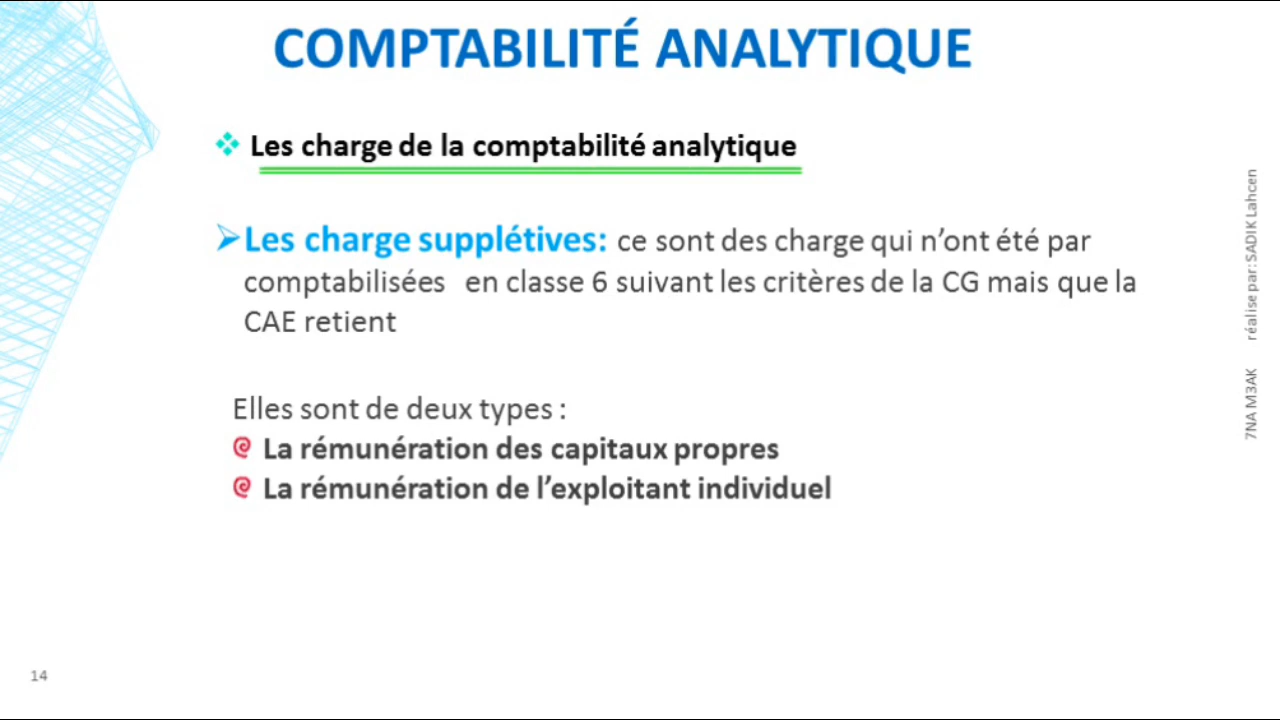 COMPTABILITÉ ANALYTIQUE
Les charge de la comptabilité analytique
Les charge supplétives: ce sont des charge qui n’ont été par
comptabilisées en classe 6 suivant les critères de la CG mais que la
CAE retient
Elles sont de deux types :
La rémunération des capitaux propres
La rémunération de l’exploitant individuel
7NA M3AK réalise par: SADIK Lahcen
14